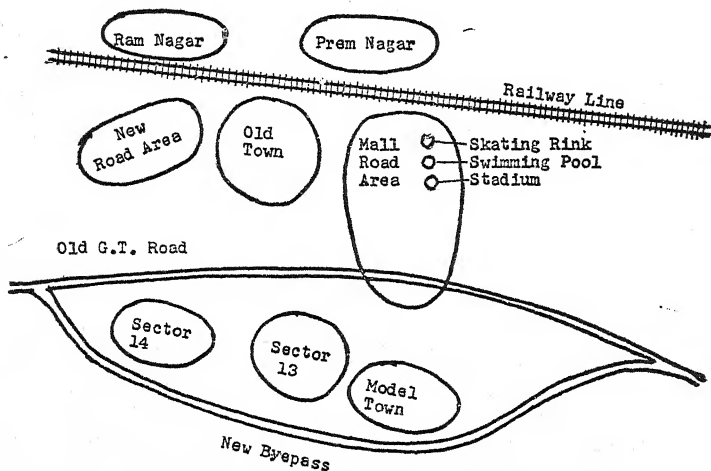 Ram Nagar
Prem Nagar
Railway Line
New
Road Area
Old
Town
Mall
Road
Area
Skating Rink
Swimming Pool
Stadium
Old G.T. Road
Sector
14
Sector
13
Model
Town
New Byepass